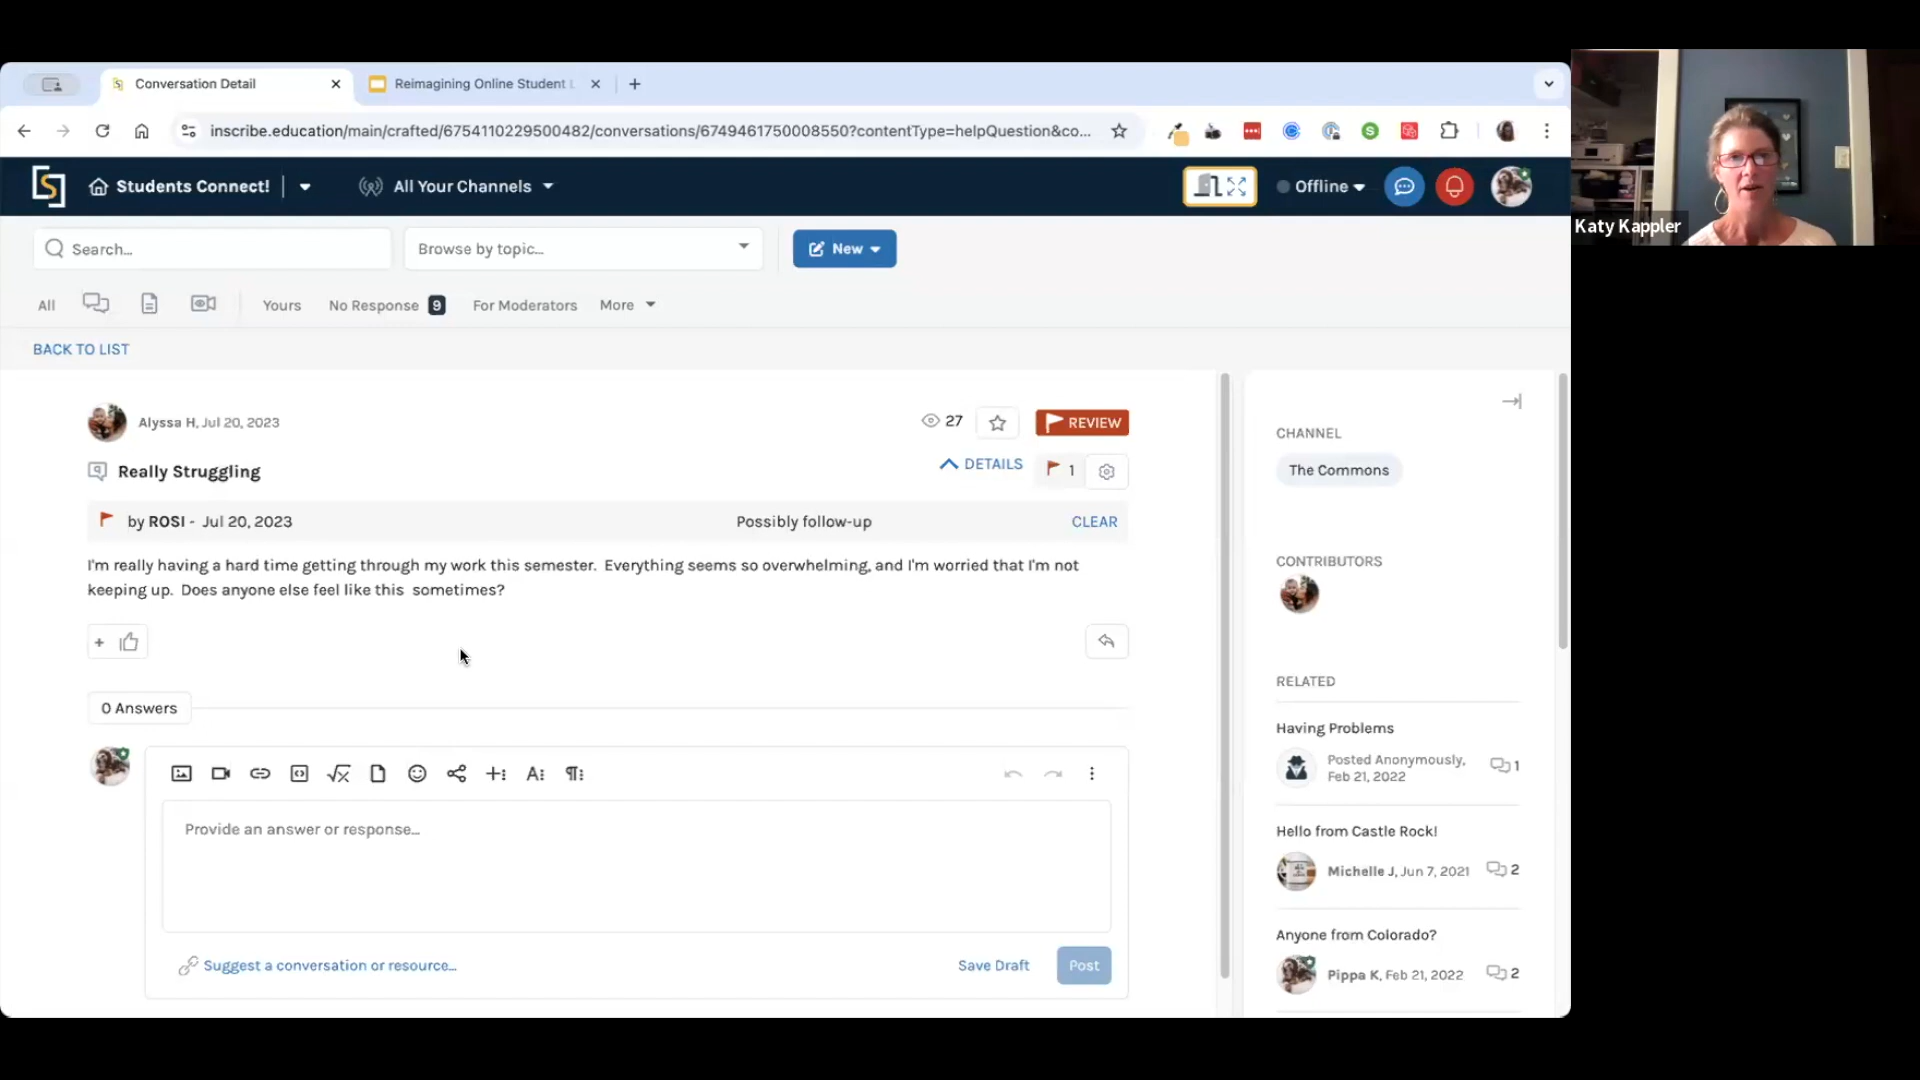 Conversation Detail
Reimagining Online Student
inscribe.education/main/crafted/6754110229500482/conversations/6749461750008550?contentType=helpQuestion&co...
Students Connect!
All Your Channels
Offline
Katy Kappler
Search...
Browse by topic...
New
All
Yours
No Response 9
For Moderators
More
BACK TO LIST
Alyssa H, Jul 20, 2023
27
REVIEW
Really Struggling
DETAILS
1
by ROSI - Jul 20, 2023
Possibly follow-up
CLEAR
I'm really having a hard time getting through my work this semester. Everything seems so overwhelming, and I'm worried that I'm not
keeping up. Does anyone else feel like this sometimes?
+
0 Answers
Provide an answer or response...
Suggest a conversation or resource...
Save Draft
Post
CHANNEL
The Commons
CONTRIBUTORS
RELATED
Having Problems
Posted Anonymously,
Feb 21, 2022
1
Hello from Castle Rock!
Michelle J, Jun 7, 2021
2
Anyone from Colorado?
Pippa K, Feb 21, 2022
2